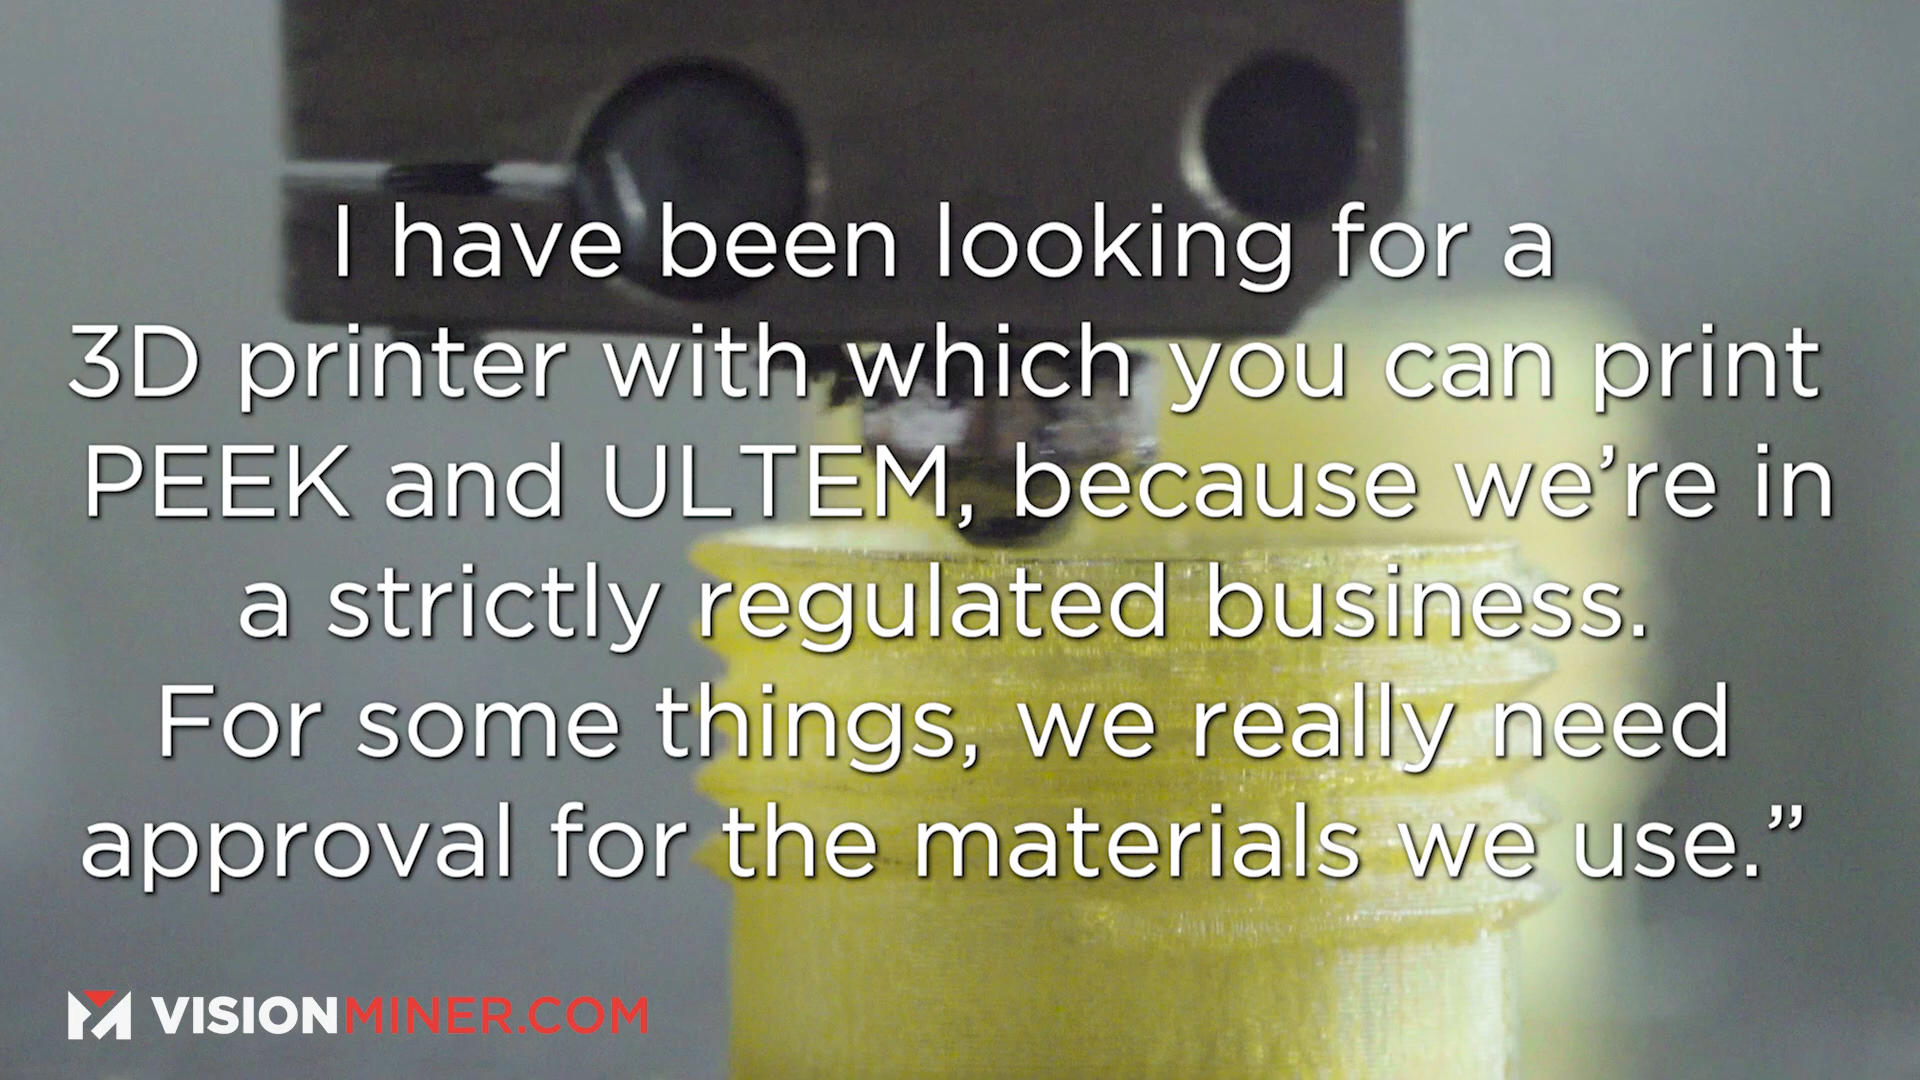 I have been looking for a
3D printer with which you can print
PEEK and ULTEM, because we’re in
a strictly regulated business.
For some things, we really need
approval for the materials we use.”
VISIONMINER.COM